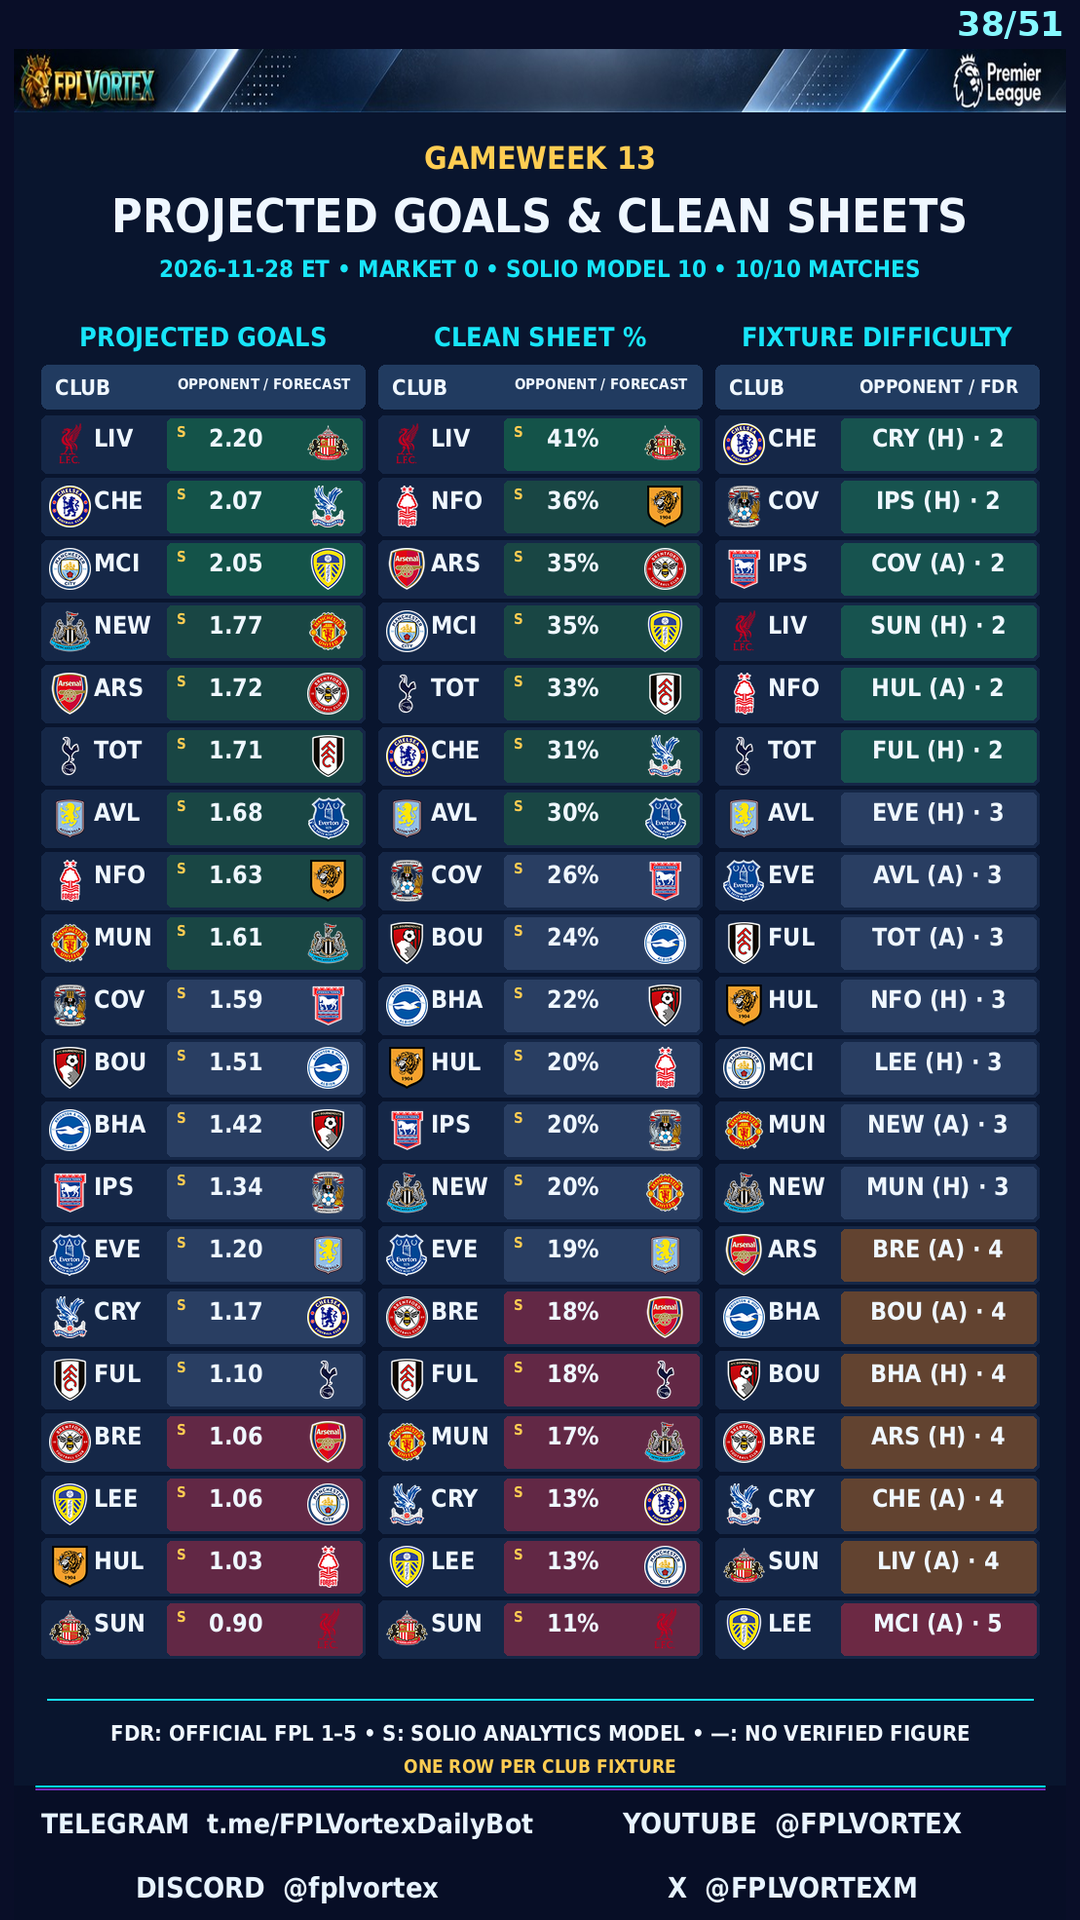 38/51
FPLVORTEX
Premier
League
GAMEWEEK 13
PROJECTED GOALS & CLEAN SHEETS
2026-11-28 ET • MARKET 0 • SOLIO MODEL 10 • 10/10 MATCHES
PROJECTED GOALS CLEAN SHEET % FIXTURE DIFFICULTY
CLUB OPPONENT / FORECAST CLUB OPPONENT / FORECAST CLUB OPPONENT / FDR
LIV S 2.20 LIV S 41% CHE CRY (H) · 2
CHE S 2.07 NFO S 36% COV IPS (H) · 2
MCI S 2.05 ARS S 35% IPS COV (A) · 2
NEW S 1.77 MCI S 35% LIV SUN (H) · 2
ARS S 1.72 TOT S 33% NFO HUL (A) · 2
TOT S 1.71 CHE S 31% TOT FUL (H) · 2
AVL S 1.68 AVL S 30% AVL EVE (H) · 3
NFO S 1.63 COV S 26% EVE AVL (A) · 3
MUN S 1.61 BOU S 24% FUL TOT (A) · 3
COV S 1.59 BHA S 22% HUL NFO (H) · 3
BOU S 1.51 HUL S 20% MCI LEE (H) · 3
BHA S 1.42 IPS S 20% MUN NEW (A) · 3
IPS S 1.34 NEW S 20% NEW MUN (H) · 3
EVE S 1.20 EVE S 19% ARS BRE (A) · 4
CRY S 1.17 BRE S 18% BHA BOU (A) · 4
FUL S 1.10 FUL S 18% BOU BHA (H) · 4
BRE S 1.06 MUN S 17% BRE ARS (H) · 4
LEE S 1.06 CRY S 13% CRY CHE (A) · 4
HUL S 1.03 LEE S 13% SUN LIV (A) · 4
SUN S 0.90 SUN S 11% LEE MCI (A) · 5
FDR: OFFICIAL FPL 1–5 • S: SOLIO ANALYTICS MODEL • —: NO VERIFIED FIGURE
ONE ROW PER CLUB FIXTURE
TELEGRAM t.me/FPLVortexDailyBot YOUTUBE @FPLVORTEX
DISCORD @fplvortex X @FPLVORTEXM